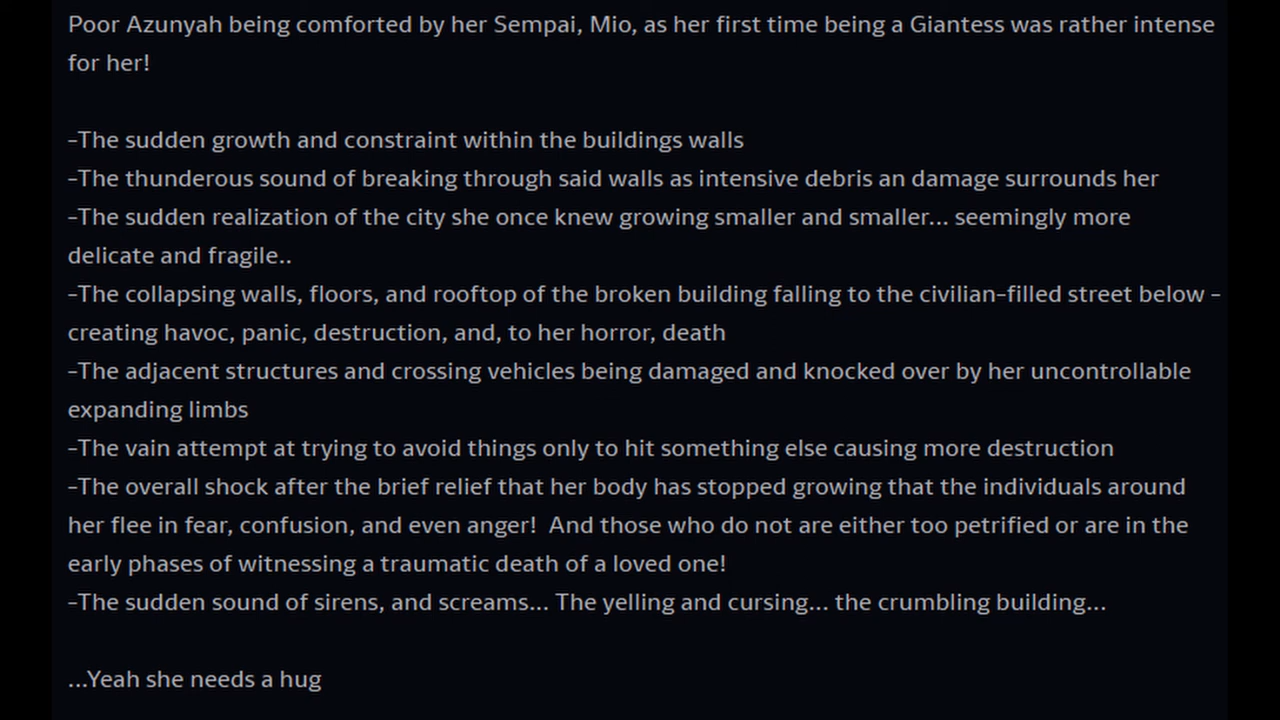 Poor Azunyah being comforted by her Sempai, Mio, as her first time being a Giantess was rather intense
for her!
-The sudden growth and constraint within the buildings walls
-The thunderous sound of breaking through said walls as intensive debris an damage surrounds her
-The sudden realization of the city she once knew growing smaller and smaller... seemingly more
delicate and fragile..
-The collapsing walls, floors, and rooftop of the broken building falling to the civilian-filled street below -
creating havoc, panic, destruction, and, to her horror, death
-The adjacent structures and crossing vehicles being damaged and knocked over by her uncontrollable
expanding limbs
-The vain attempt at trying to avoid things only to hit something else causing more destruction
-The overall shock after the brief relief that her body has stopped growing that the individuals around
her flee in fear, confusion, and even anger!  And those who do not are either too petrified or are in the
early phases of witnessing a traumatic death of a loved one!
-The sudden sound of sirens, and screams... The yelling and cursing... the crumbling building...
...Yeah she needs a hug